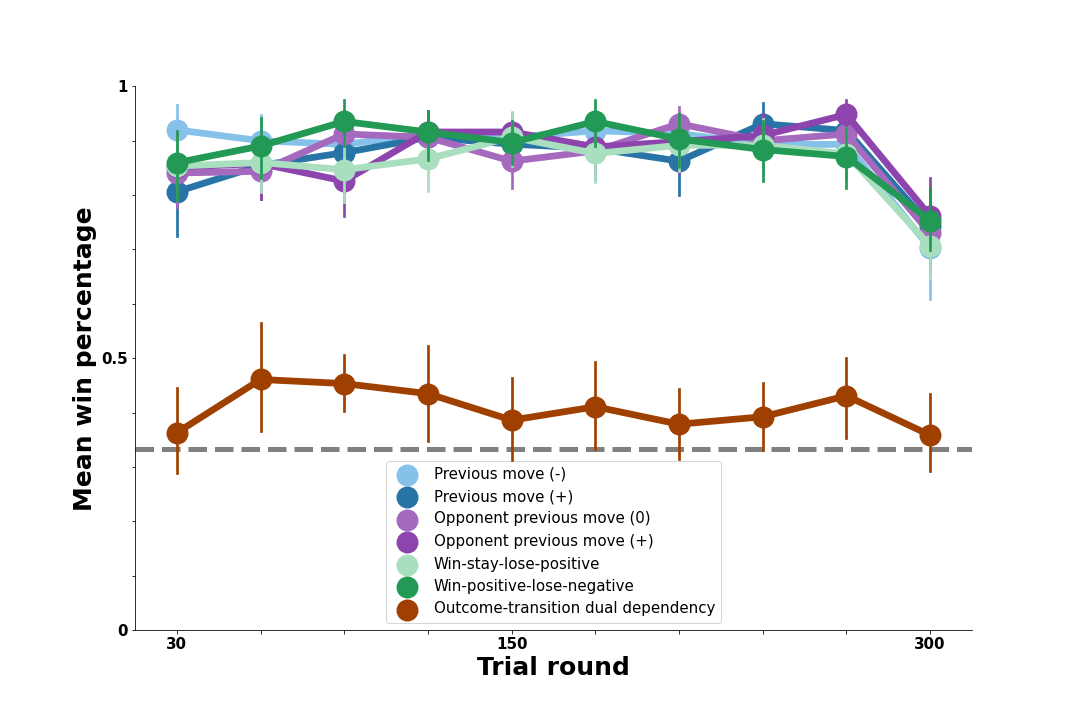 1
0.5
0
Mean win percentage
Previous move (-)
Previous move (+)
Opponent previous move (0)
Opponent previous move (+)
Win-stay-lose-positive
Win-positive-lose-negative
Outcome-transition dual dependency
30
150
300
Trial round